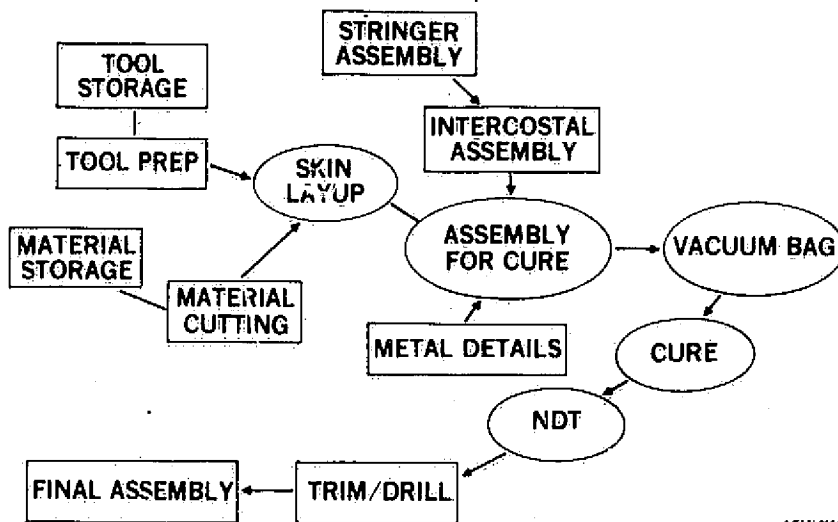 STRINGER
ASSEMBLY
TOOL
STORAGE
INTERCOSTAL
ASSEMBLY
TOOL PREP
SKIN
LAYUP
MATERIAL
STORAGE
ASSEMBLY
FOR CURE
VACUUM BAG
MATERIAL
CUTTING
METAL DETAILS
CURE
NDT
FINAL ASSEMBLY
TRIM/DRILL